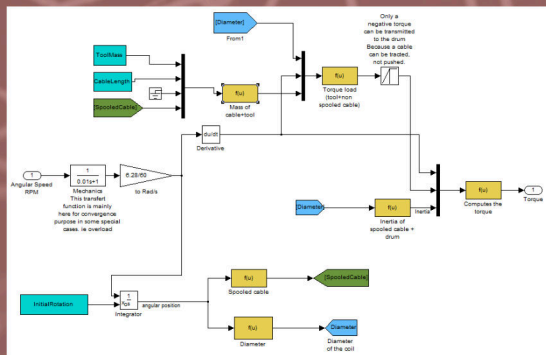 Only a
negative torque
can be transmitted
to the drum
Because a cable
can be tracted,
not pushed.
[Diameter]
From1
ToolMass
CableLength
[SpooledCable]
f(u)
Mass of
cable+tool
f(u)
Torque load
(tool+non
spooled cable)
du/dt
Derivative
1
Angular Speed
RPM
1
0.01s+1
Mechanics
This transfert
function is mainly
here for convergence
purpose in some special
cases. ie overload
6.28/60
to Rad/s
[Diameter]
f(u)
Inertia of
spooled cable +
drum
Inertia
f(u)
Computes the
torque
1
Torque
InitialRotation
1
s
Integrator
angular position
f(u)
Spooled cable
[SpooledCable]
f(u)
Diameter
Diameter
Diameter
of the coil